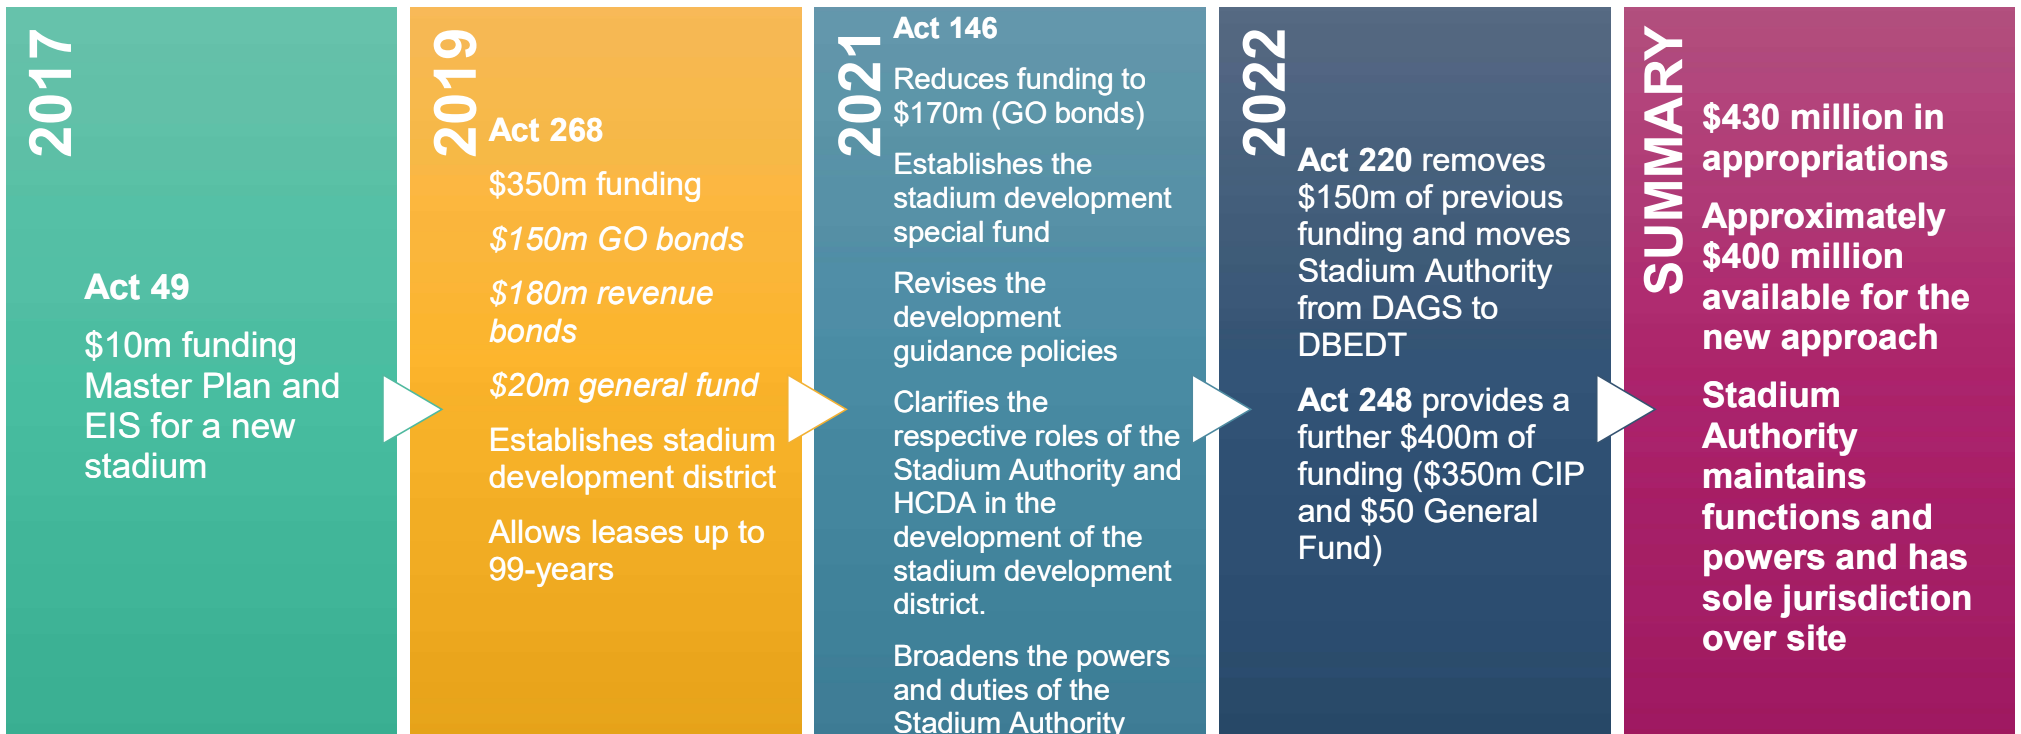 2017
Act 49
$10m funding
Master Plan and
EIS for a new
stadium
2019
Act 268
$350m funding
$150m GO bonds
$180m revenue
bonds
$20m general fund
Establishes stadium
development district
Allows leases up to
99-years
2021
Act 146
Reduces funding to
$170m (GO bonds)
Establishes the
stadium development
special fund
Revises the
development
guidance policies
Clarifies the
respective roles of the
Stadium Authority and
HCDA in the
development of the
stadium development
district.
Broadens the powers
and duties of the
Stadium Authority
2022
Act 220 removes
$150m of previous
funding and moves
Stadium Authority
from DAGS to
DBEDT
Act 248 provides a
further $400m of
funding ($350m CIP
and $50 General
Fund)
SUMMARY
$430 million in
appropriations
Approximately
$400 million
available for the
new approach
Stadium
Authority
maintains
functions and
powers and has
sole jurisdiction
over site